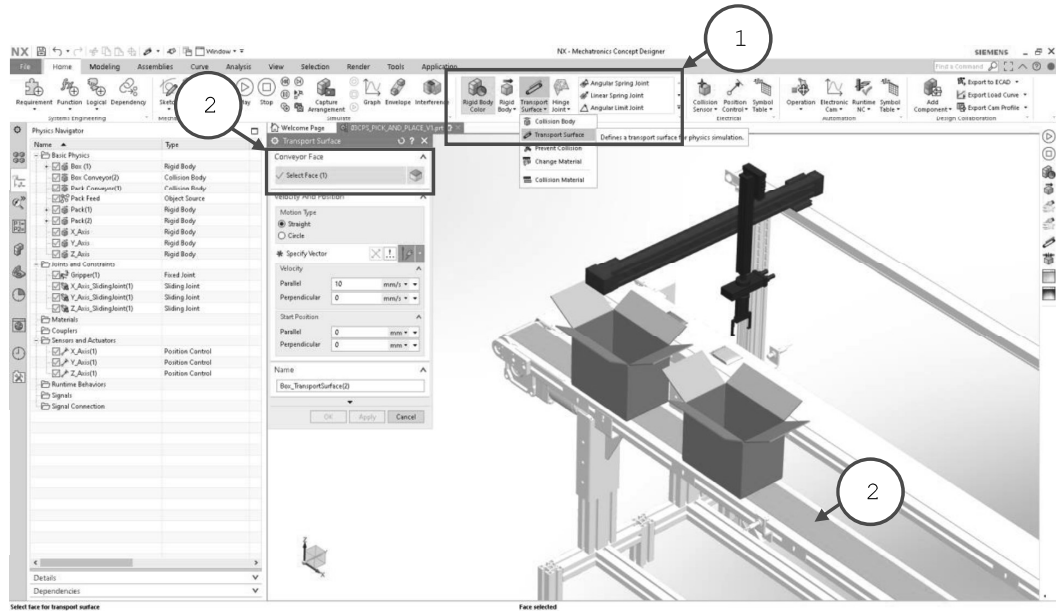 1
NX
Window
NX - Mechatronics Concept Designer
SIEMENS
File Home Modeling Assemblies Curve Analysis View Selection Render Tools Application
Find a Command
Requirement Function Logical Dependency
Stop
Capture Arrangement
Graph Envelope Interference
Rigid Body Color
Rigid Body
Transport Surface
Hinge Joint
Angular Spring Joint
Linear Spring Joint
Angular Limit Joint
Collision Sensor
Position Control
Symbol Table
Operation
Electronic Cam
Runtime NC
Symbol Table
Add Component
Export to ECAD
Export Load Curve
Export Cam Profile
Systems Engineering
Simulate
Electrical
Automation
Design Collaboration
2
Collision Body
Transport Surface
Defines a transport surface for physics simulation.
Prevent Collision
Change Material
Collision Material
Physics Navigator
Name Type
Basic Physics
Box (1) Rigid Body
Box Conveyor(2) Collision Body
Pack Conveyor(1) Collision Body
Pack Feed Object Source
Pack(1) Rigid Body
Pack(2) Rigid Body
X_Axis Rigid Body
Y_Axis Rigid Body
Z_Axis Rigid Body
Joints and Constraints
Gripper(1) Fixed Joint
X_Axis_SlidingJoint(1) Sliding Joint
Y_Axis_SlidingJoint(1) Sliding Joint
Z_Axis_SlidingJoint(1) Sliding Joint
Materials
Couplers
Sensors and Actuators
X_Axis(1) Position Control
Y_Axis(1) Position Control
Z_Axis(1) Position Control
Runtime Behaviors
Signals
Signal Connection
Details
Dependencies
Welcome Page
Transport Surface
Conveyor Face
Select Face (1)
Velocity And Position
Motion Type
Straight
Circle
Specify Vector
Velocity
Parallel 10 mm/s
Perpendicular 0 mm/s
Start Position
Parallel 0 mm
Perpendicular 0 mm
Name
Box_TransportSurface(2)
OK Apply Cancel
2
Z
X
Select face for transport surface
Face selected